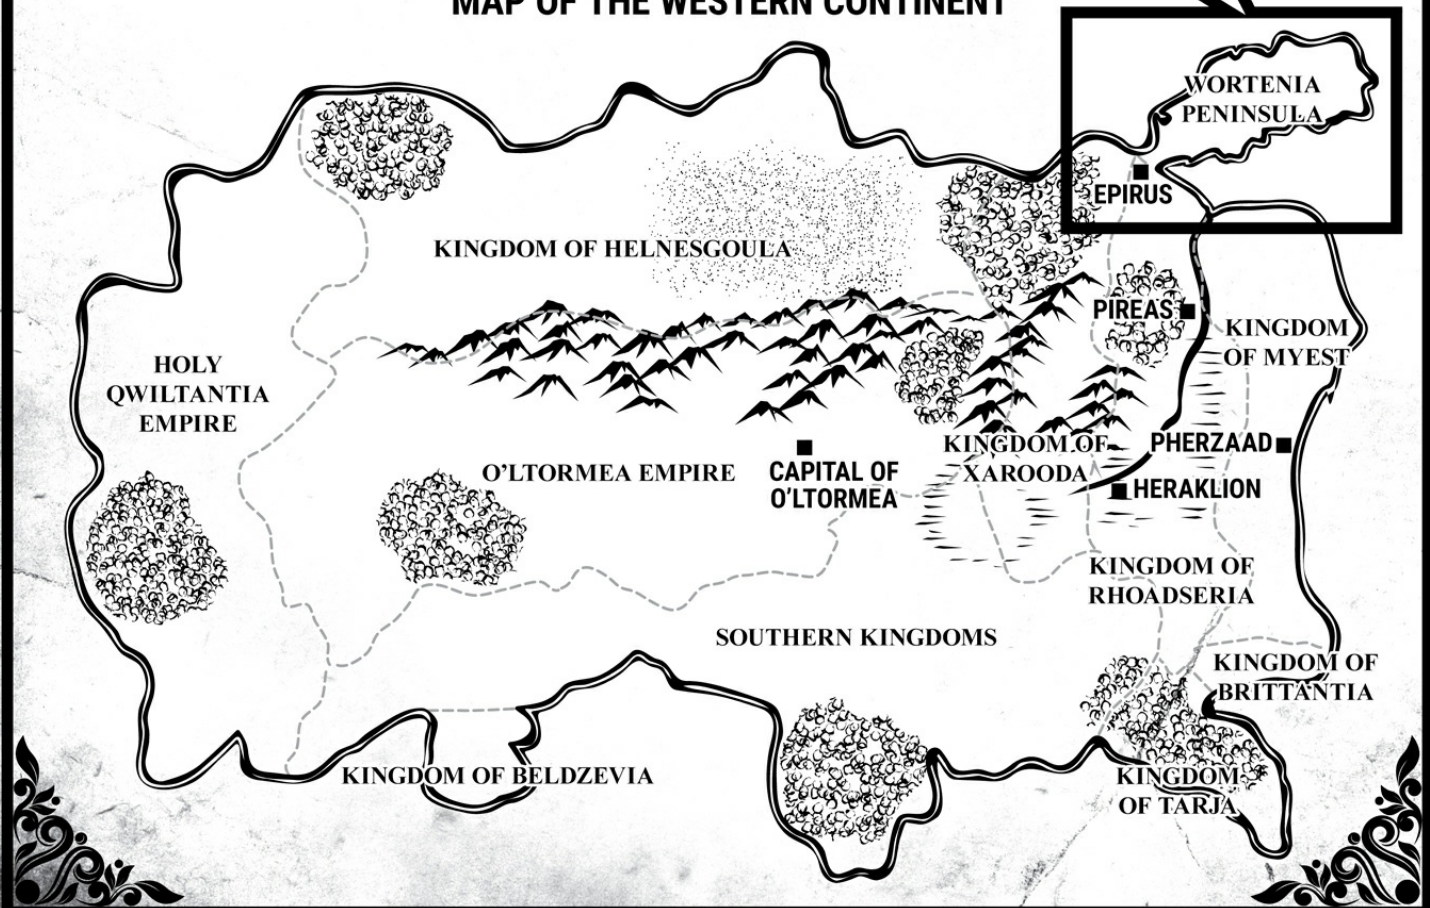 MAP OF THE WESTERN CONTINENT
WORTENIA
PENINSULA
EPIRUS
KINGDOM OF HELNESGOULA
PIREAS
KINGDOM
OF MYEST
HOLY
QWILTANTIA
EMPIRE
O'LTORMEA EMPIRE
CAPITAL OF
O'LTORMEA
KINGDOM OF
XAROODA
PHERZAAD
HERAKLION
KINGDOM OF
RHOADSERIA
SOUTHERN KINGDOMS
KINGDOM OF
BRITTANTIA
KINGDOM OF BELDZEVIA
KINGDOM
OF TARJA